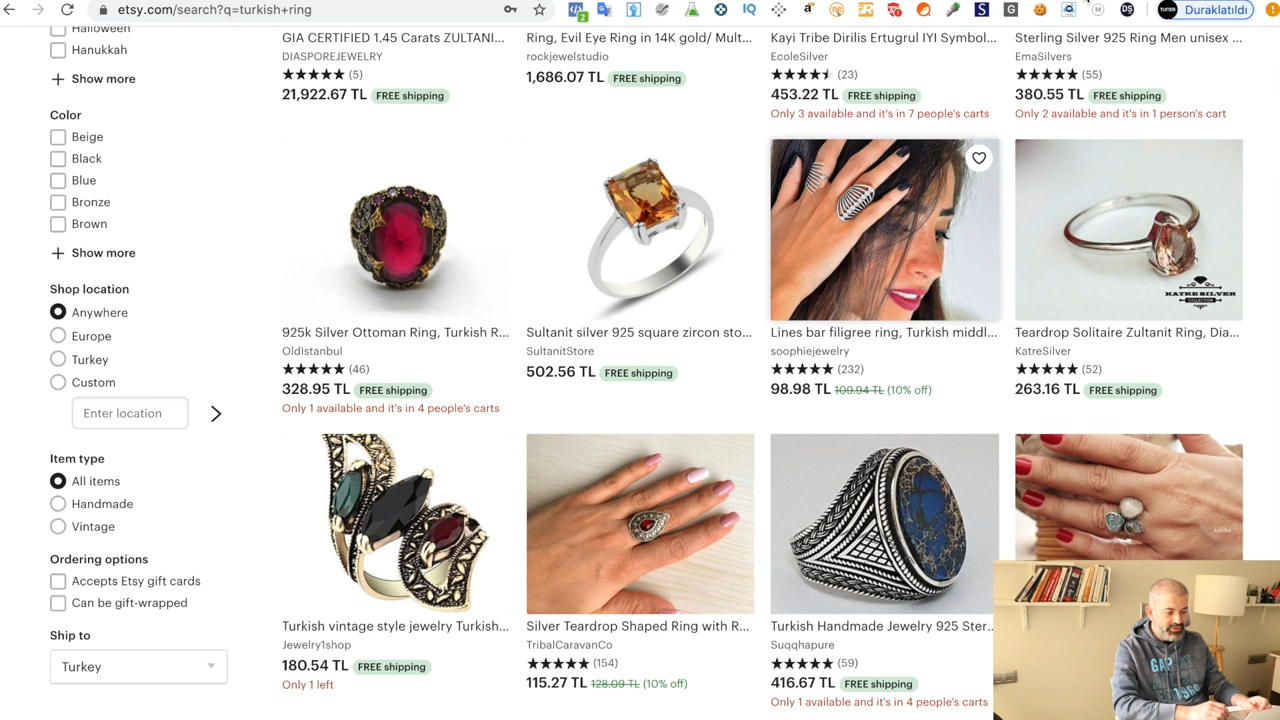 etsy.com/search?q=turkish+ring
2
IQ
TUNER
Duraklatıldı
Halloween
Hanukkah
Show more
Color
Beige
Black
Blue
Bronze
Brown
Show more
Shop location
Anywhere
Europe
Turkey
Custom
Enter location
Item type
All items
Handmade
Vintage
Ordering options
Accepts Etsy gift cards
Can be gift-wrapped
Ship to
Turkey
GIA CERTIFIED 1.45 Carats ZULTANI...
DIASPOREJEWELRY
(5)
21,922.67 TL FREE shipping
Ring, Evil Eye Ring in 14K gold/ Mult...
rockjewelstudio
1,686.07 TL FREE shipping
Kayi Tribe Dirilis Ertugrul IYI Symbol...
EcoleSilver
(23)
453.22 TL FREE shipping
Only 3 available and it's in 7 people's carts
Sterling Silver 925 Ring Men unisex ...
EmaSilvers
(55)
380.55 TL FREE shipping
Only 2 available and it's in 1 person's cart
925k Silver Ottoman Ring, Turkish R...
OldIstanbul
(46)
328.95 TL FREE shipping
Only 1 available and it's in 4 people's carts
Sultanit silver 925 square zircon sto...
SultanitStore
502.56 TL FREE shipping
Lines bar filigree ring, Turkish middl...
soophiejewelry
(232)
98.98 TL 109.94 TL (10% off)
KATRE SILVER
COLLECTION
Teardrop Solitaire Zultanit Ring, Dia...
KatreSilver
(52)
263.16 TL FREE shipping
Turkish vintage style jewelry Turkish...
Jewelry1shop
180.54 TL FREE shipping
Only 1 left
Silver Teardrop Shaped Ring with R...
TribalCaravanCo
(154)
115.27 TL 128.09 TL (10% off)
Turkish Handmade Jewelry 925 Ster...
Suqqhapure
(59)
416.67 TL FREE shipping
Only 1 available and it's in 4 people's carts
GAP